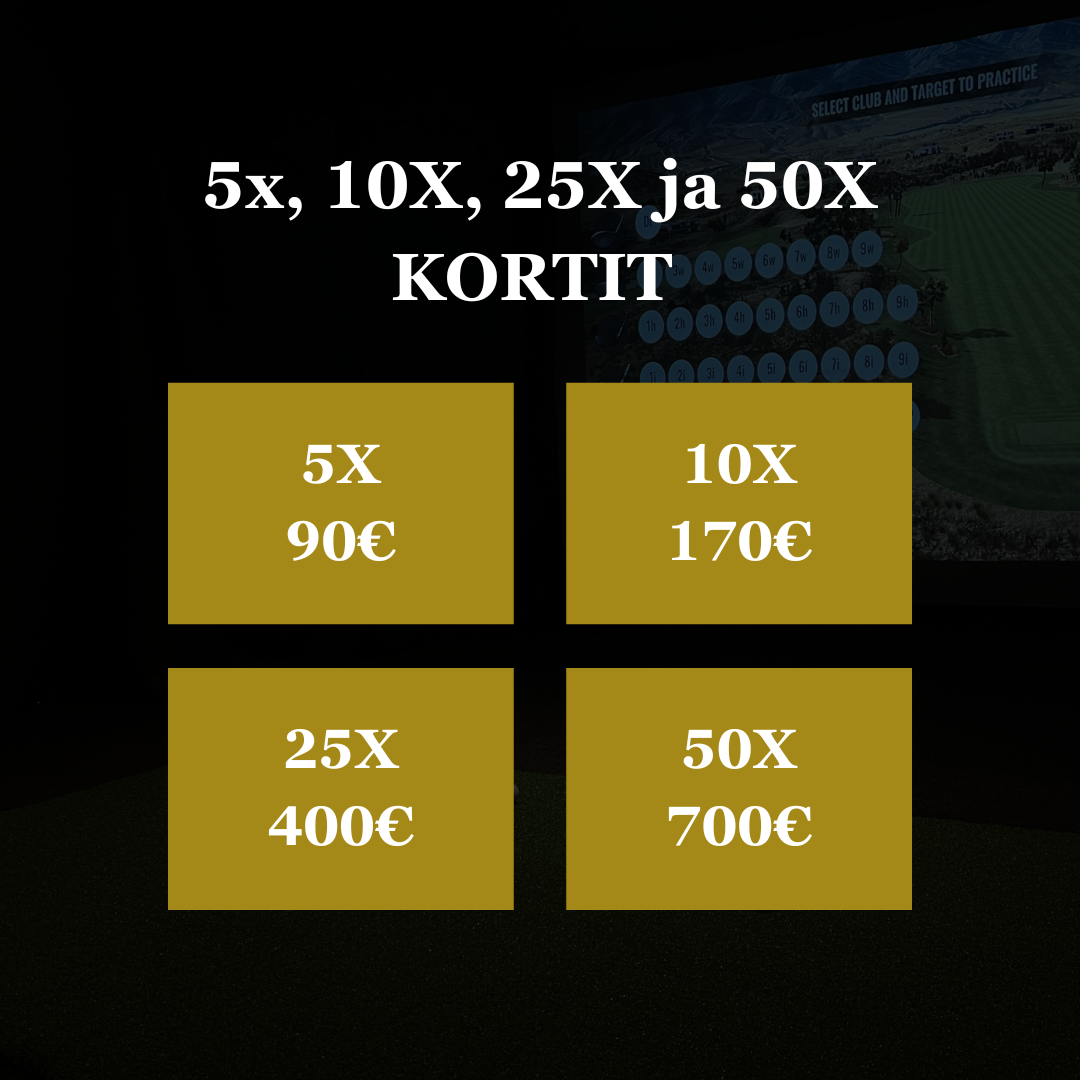 SELECT CLUB AND TARGET TO PRACTICE
5x, 10X, 25X ja 50X
KORTIT
3w 4w 5w 6w 7w 8w 9w
1h 2h 3h 4h 5h 6h 7h 8h 9h
1i 2i 3i 4i 5i 6i 7i 8i 9i
5X
90€
10X
170€
25X
400€
50X
700€